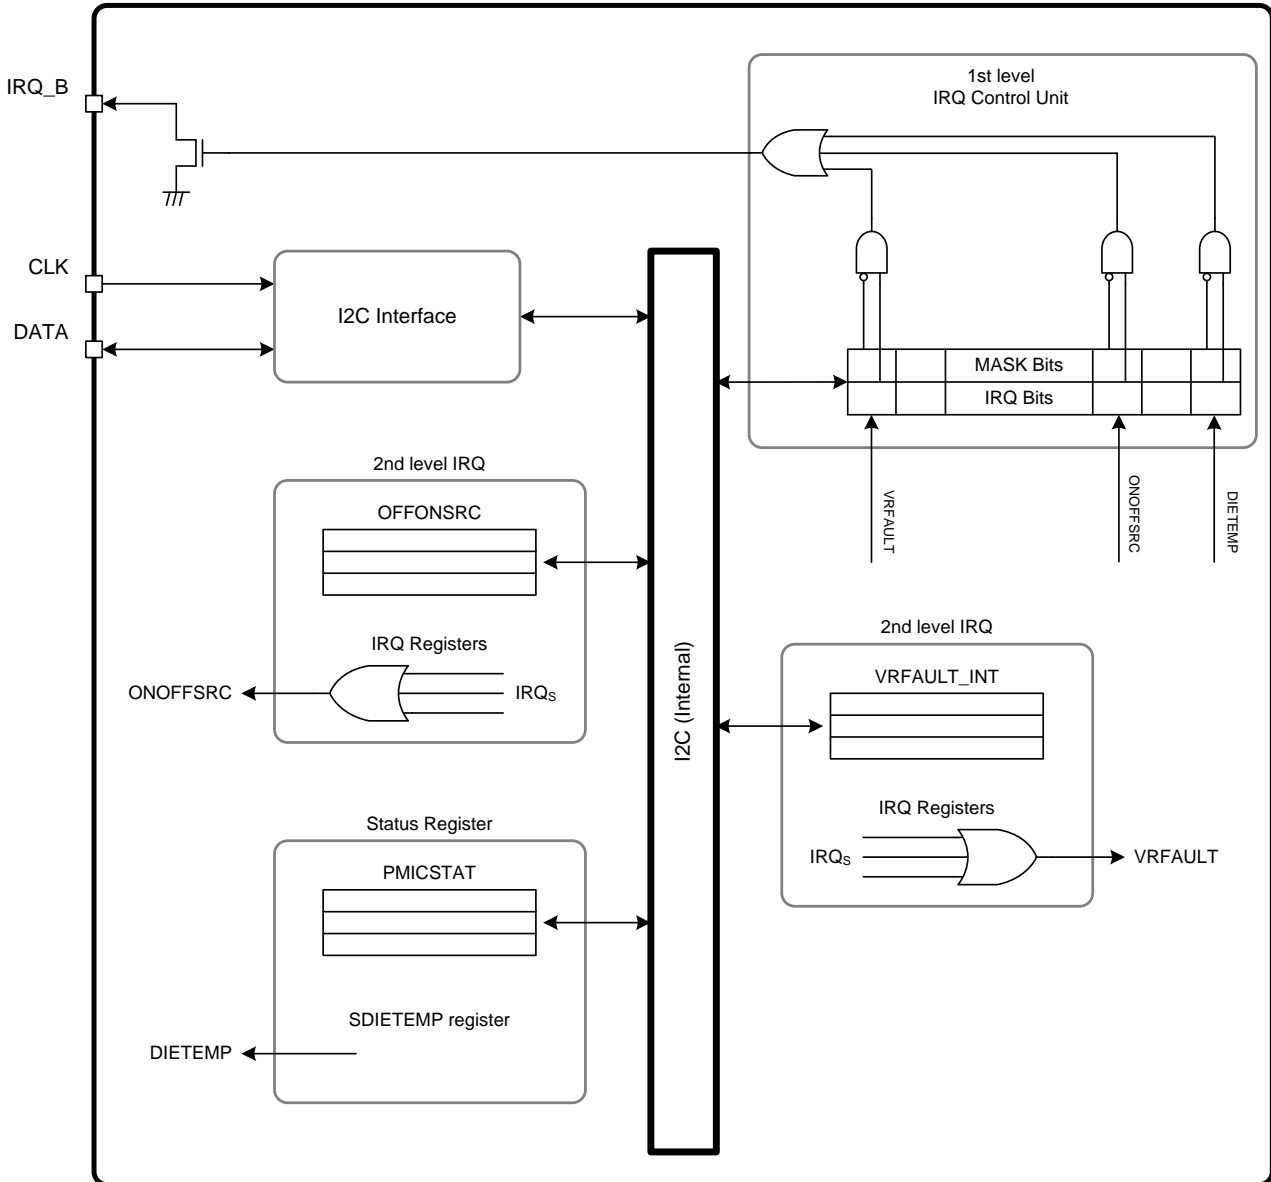 IRQ_B
1st level
IRQ Control Unit
CLK
DATA
I2C Interface
MASK Bits
IRQ Bits
VRFAULT
ONOFFSRC
DIETEMP
2nd level IRQ
OFFONSRC
IRQ Registers
ONOFFSRC
IRQS
I2C (Internal)
2nd level IRQ
VRFAULT_INT
IRQ Registers
IRQS
VRFAULT
Status Register
PMICSTAT
SDIETEMP register
DIETEMP